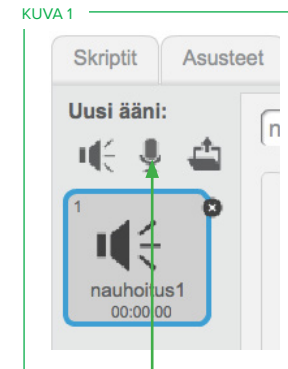 KUVA 1
Skriptit Asusteet
Uusi ääni:
n
1
nauhoitus1
00:00:00